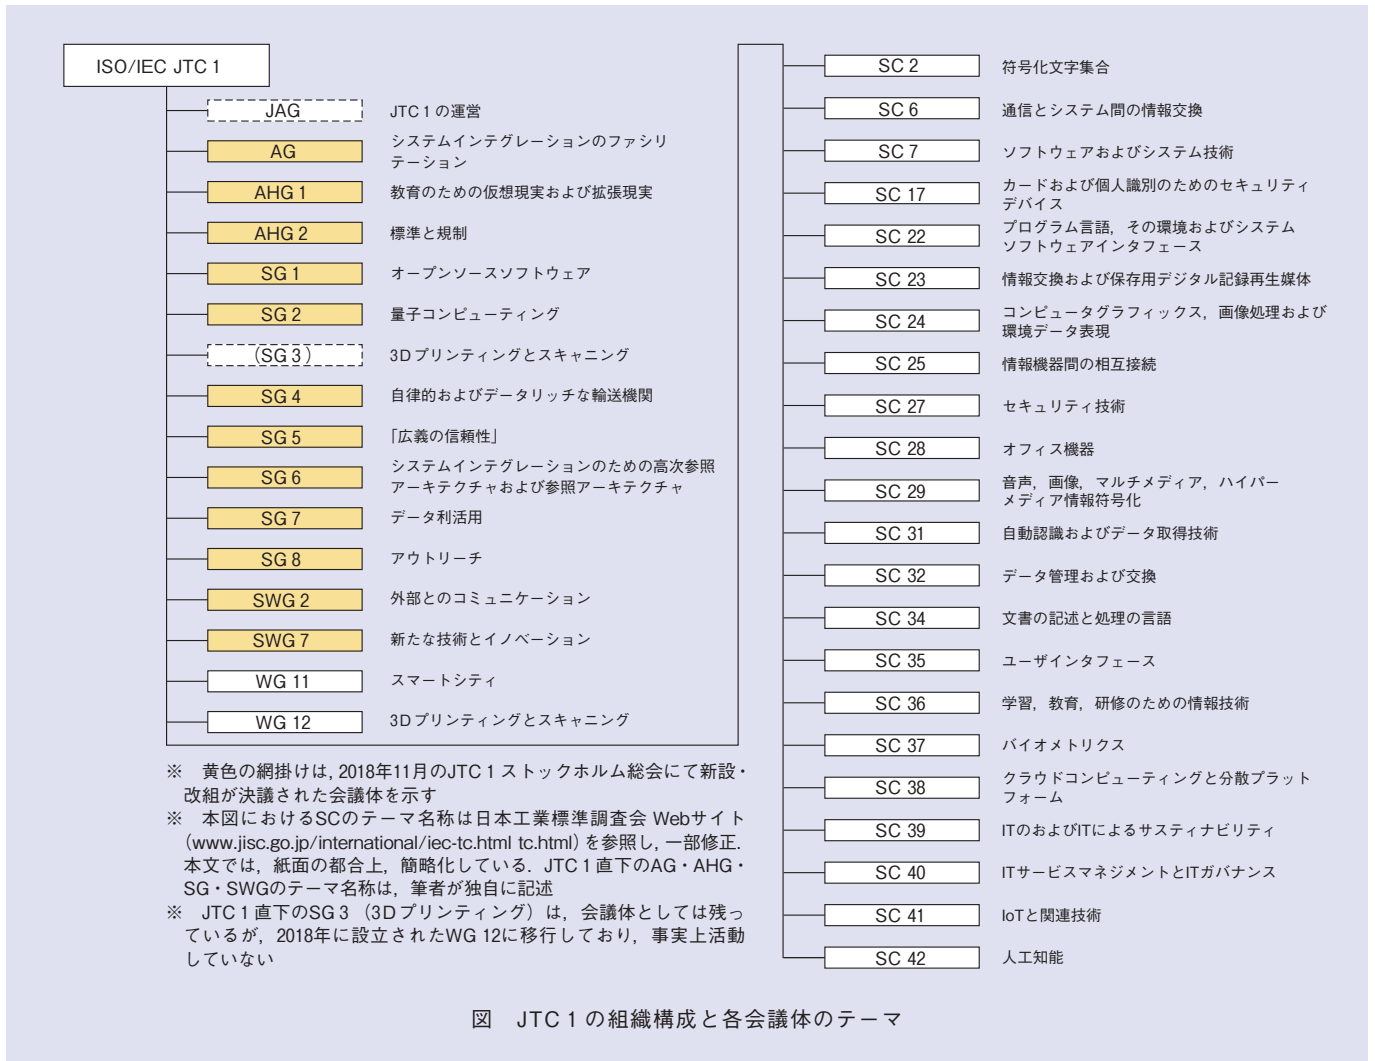 ISO/IEC JTC 1
JAG
JTC 1 の運営
AG
システムインテグレーションのファシリ
テーション
AHG 1
教育のための仮想現実および拡張現実
AHG 2
標準と規制
SG 1
オープンソースソフトウェア
SG 2
量子コンピューティング
(SG 3)
3D プリンティングとスキャニング
SG 4
自律的およびデータリッチな輸送機関
SG 5
「広義の信頼性」
SG 6
システムインテグレーションのための高次参照
アーキテクチャおよび参照アーキテクチャ
SG 7
データ利活用
SG 8
アウトリーチ
SWG 2
外部とのコミュニケーション
SWG 7
新たな技術とイノベーション
WG 11
スマートシティ
WG 12
3D プリンティングとスキャニング
※ 黄色の網掛けは, 2018年11月のJTC 1 ストックホルム総会にて新設・
改組が決議された会議体を示す
※ 本図におけるSCのテーマ名称は日本工業標準調査会 Webサイト
(www.jisc.go.jp/international/iec-tc.html tc.html) を参照し, 一部修正.
本文では, 紙面の都合上, 簡略化している. JTC 1 直下のAG・AHG・
SG・SWGのテーマ名称は, 筆者が独自に記述
※ JTC 1 直下のSG 3 (3D プリンティング) は, 会議体としては残っ
ているが, 2018年に設立されたWG 12に移行しており, 事実上活動
していない
SC 2
符号化文字集合
SC 6
通信とシステム間の情報交換
SC 7
ソフトウェアおよびシステム技術
SC 17
カードおよび個人識別のためのセキュリティ
デバイス
SC 22
プログラム言語, その環境およびシステム
ソフトウェアインタフェース
SC 23
情報交換および保存用デジタル記録再生媒体
SC 24
コンピュータグラフィックス, 画像処理および
環境データ表現
SC 25
情報機器間の相互接続
SC 27
セキュリティ技術
SC 28
オフィス機器
SC 29
音声, 画像, マルチメディア, ハイパー
メディア情報符号化
SC 31
自動認識およびデータ取得技術
SC 32
データ管理および交換
SC 34
文書の記述と処理の言語
SC 35
ユーザインタフェース
SC 36
学習, 教育, 研修のための情報技術
SC 37
バイオメトリクス
SC 38
クラウドコンピューティングと分散プラット
フォーム
SC 39
ITのおよびITによるサスティナビリティ
SC 40
ITサービスマネジメントとITガバナンス
SC 41
IoTと関連技術
SC 42
人工知能
図 JTC 1 の組織構成と各会議体のテーマ